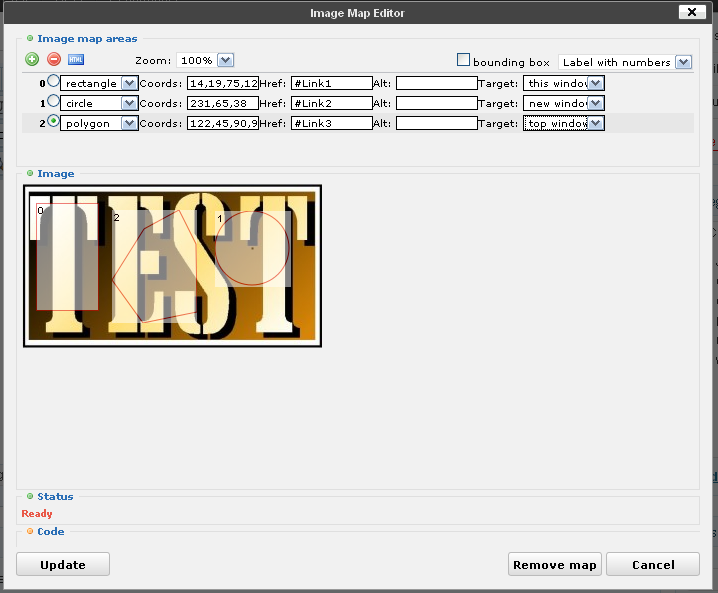 Image Map Editor
Image map areas
HTML Zoom: 100% bounding box Label with numbers
0 rectangle Coords: 14,19,75,12 Href: #Link1 Alt: Target: this window
1 circle Coords: 231,65,38 Href: #Link2 Alt: Target: new window
2 polygon Coords: 122,45,90,9 Href: #Link3 Alt: Target: top window
Image
0 2 1
TEST
Status
Ready
Code
Update Remove map Cancel